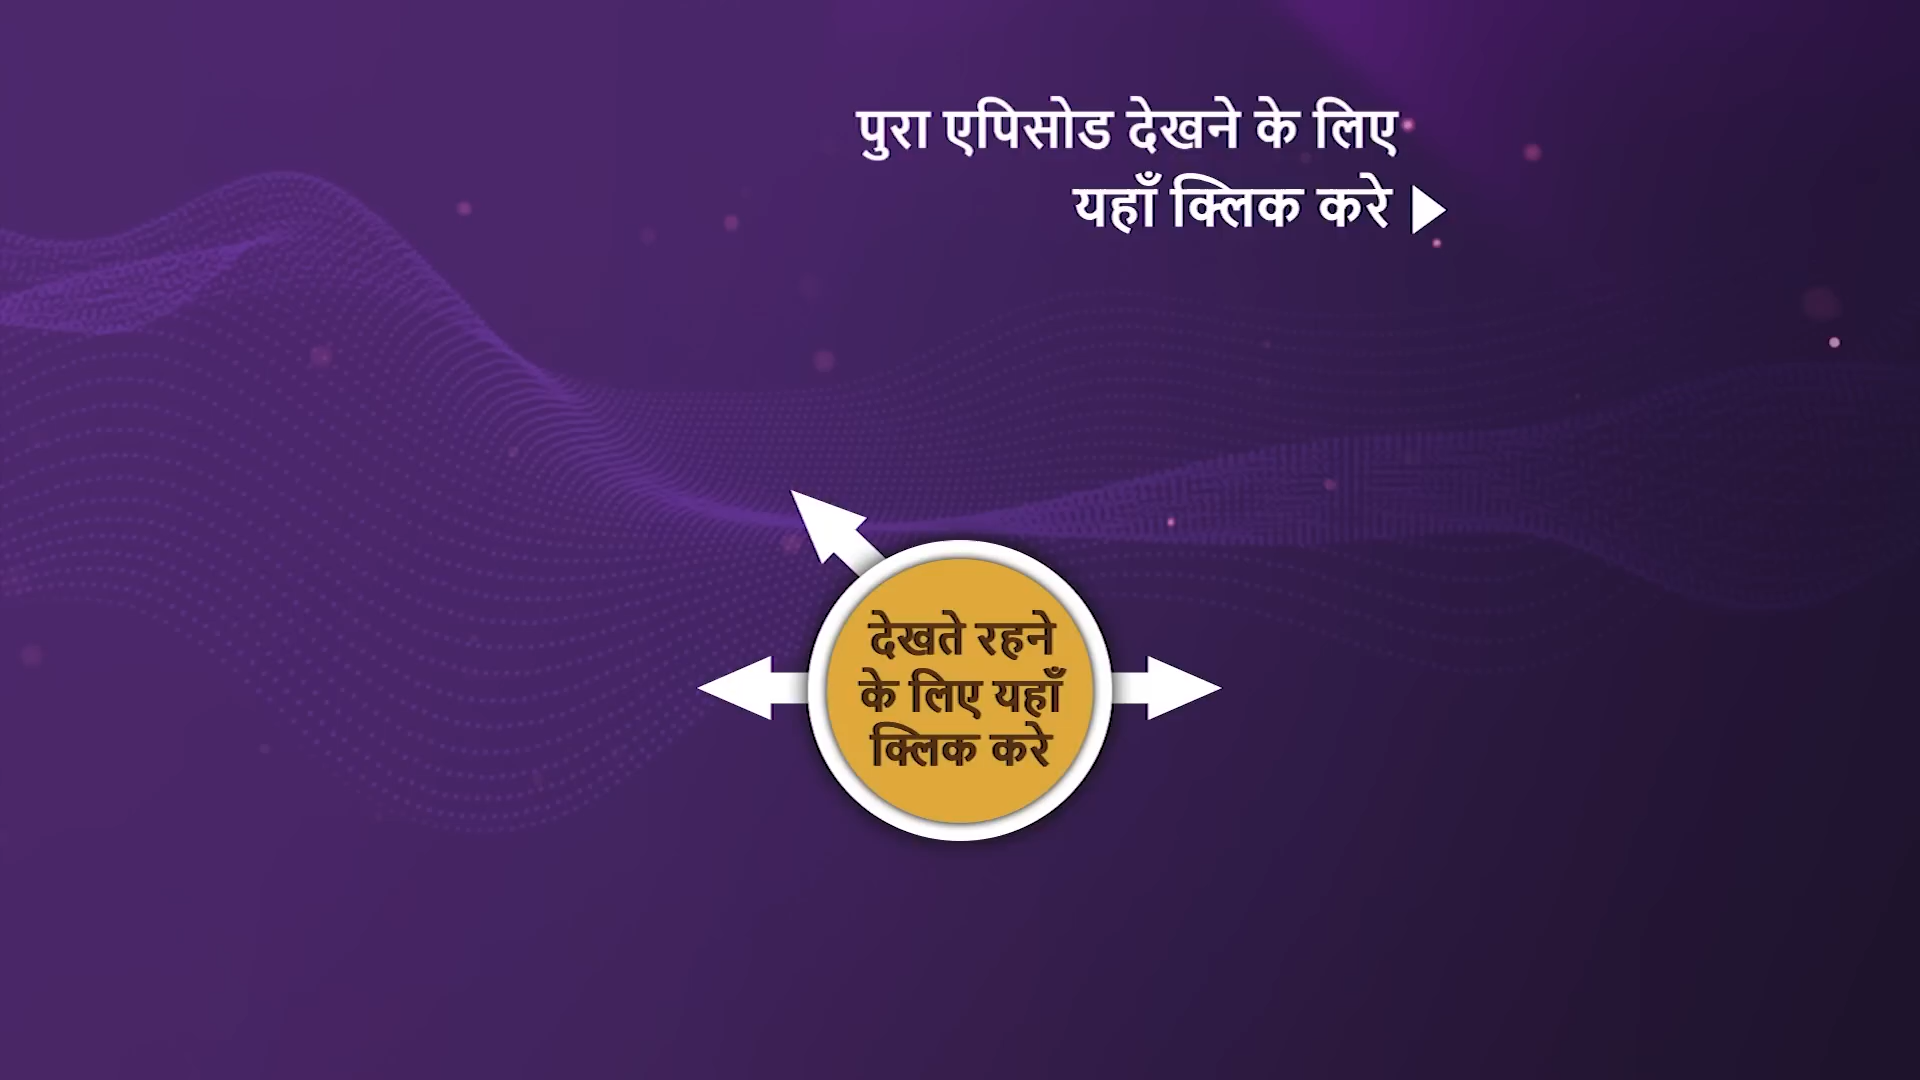 पुरा एपिसोड देखने के लिए
यहाँ क्लिक करे
देखते रहने
के लिए यहाँ
क्लिक करे